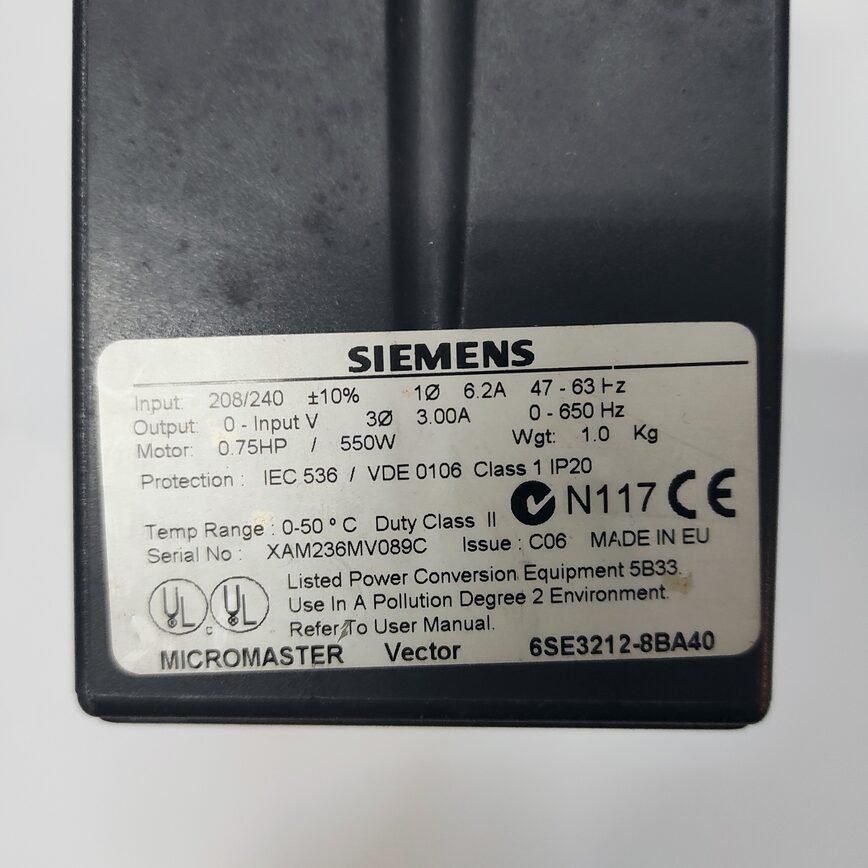 SIEMENS
Input: 208/240 ±10% 1Ø 6.2A 47 - 63 Hz
Output: 0 - Input V 3Ø 3.00A 0 - 650 Hz
Motor: 0.75HP / 550W Wgt: 1.0 Kg
Protection : IEC 536 / VDE 0106 Class 1 IP20
N117 CE
Temp Range : 0-50 º C Duty Class II
Serial No : XAM236MV089C Issue : C06 MADE IN EU
UL c UL Listed Power Conversion Equipment 5B33.
Use In A Pollution Degree 2 Environment.
Refer To User Manual.
MICROMASTER Vector 6SE3212-8BA40